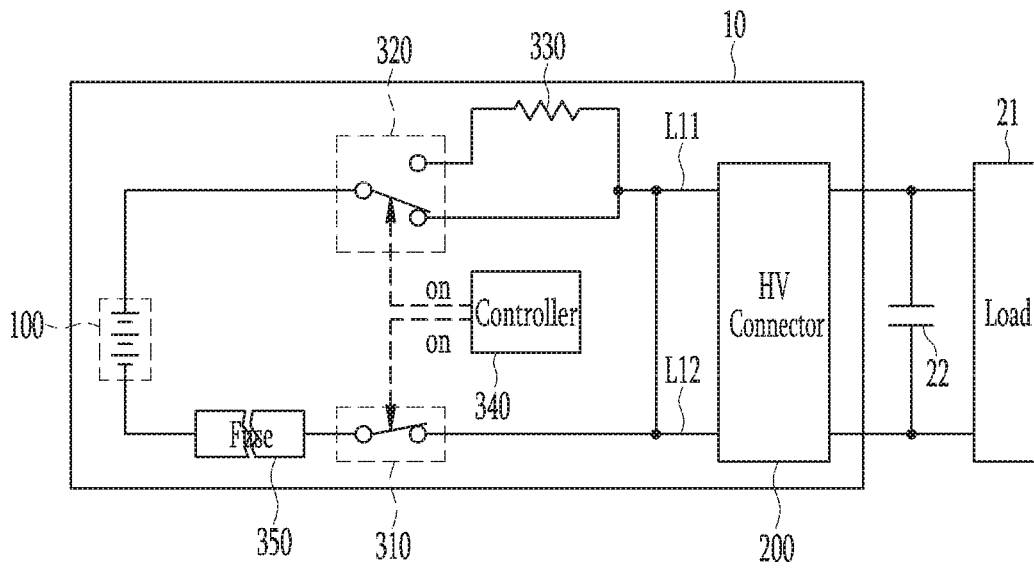 10
320
330
21
L11
100
on
Controller
on
HV
Connector
Load
22
340
L12
Fuse
350
310
200